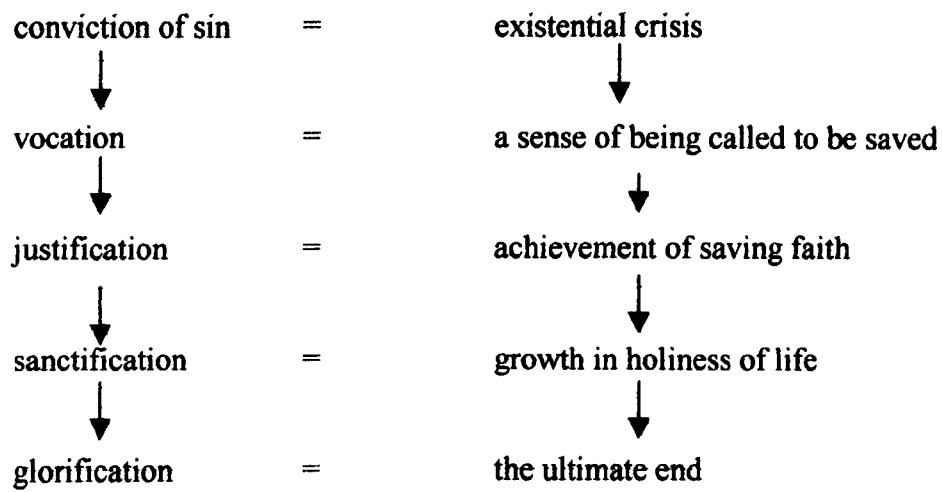 conviction of sin = existential crisis
vocation = a sense of being called to be saved
justification = achievement of saving faith
sanctification = growth in holiness of life
glorification = the ultimate end